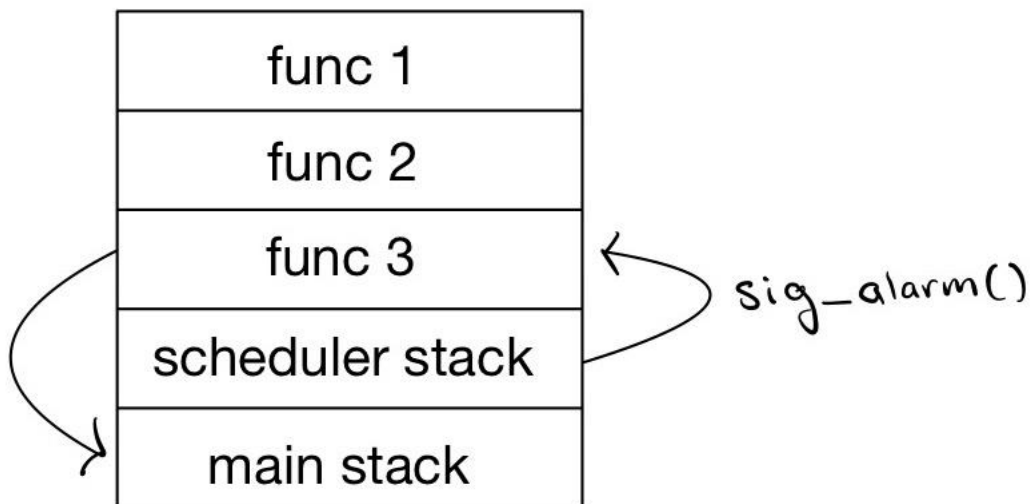 func 1
func 2
func 3
sig_alarm()
scheduler stack
main stack